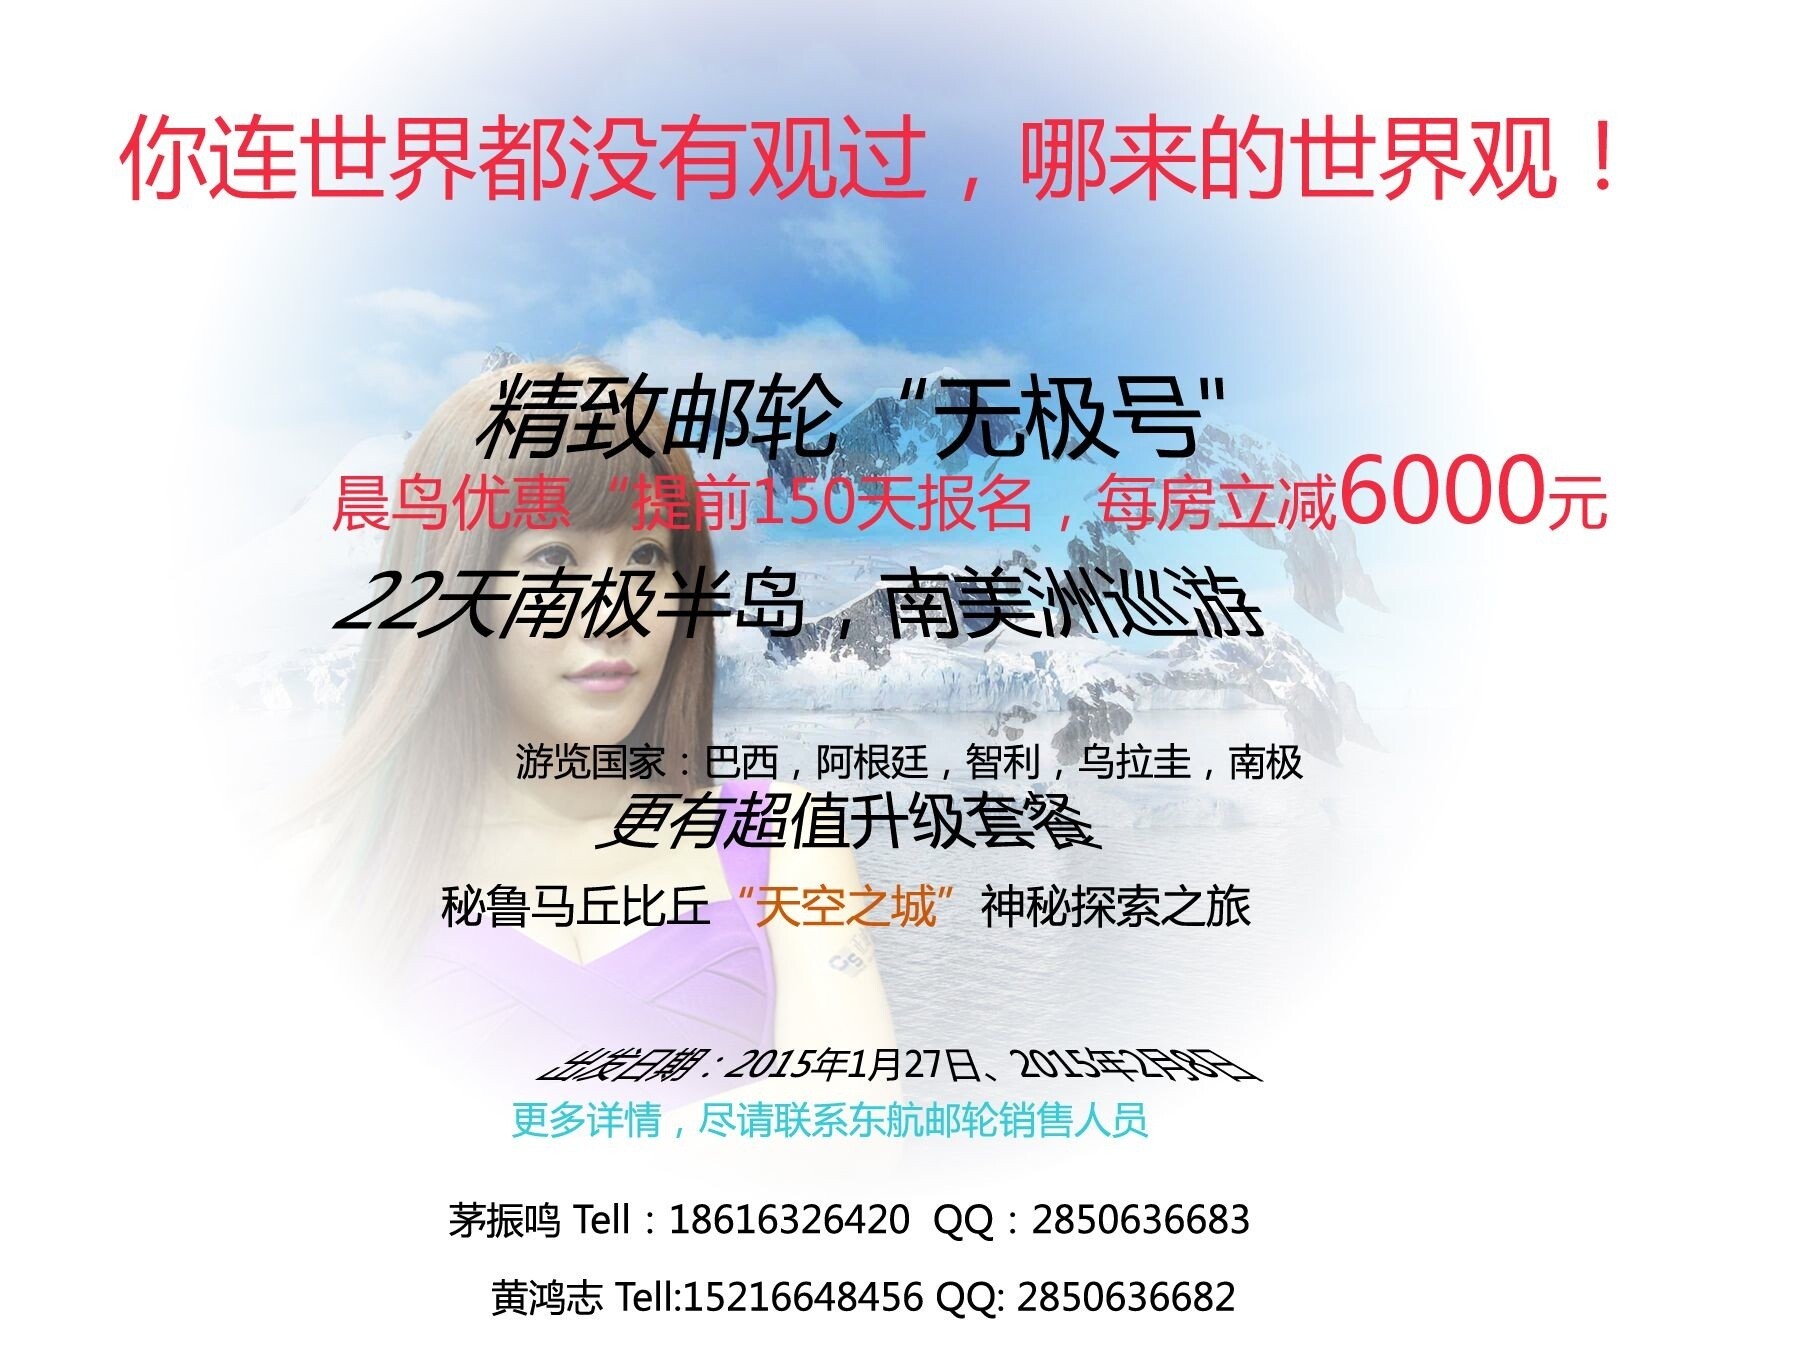 你连世界都没有观过，哪来的世界观！
精致邮轮“无极号"
晨鸟优惠“提前150天报名，每房立减6000元
22天南极半岛，南美洲巡游
游览国家：巴西，阿根廷，智利，乌拉圭，南极
更有超值升级套餐
秘鲁马丘比丘“天空之城”神秘探索之旅
出发日期：2015年1月27日、2015年2月8日
更多详情，尽请联系东航邮轮销售人员
茅振鸣 Tell：18616326420 QQ：2850636683
黄鸿志 Tell:15216648456 QQ: 2850636682